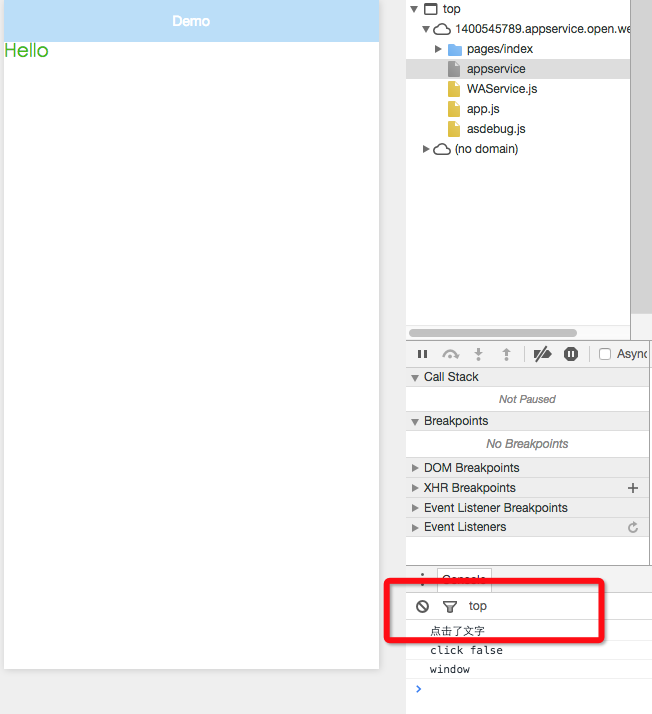 Demo
Hello
top
1400545789.appservice.open.we
pages/index
appservice
WAService.js
app.js
asdebug.js
(no domain)
Async
Call Stack
Not Paused
Breakpoints
No Breakpoints
DOM Breakpoints
XHR Breakpoints
Event Listener Breakpoints
Event Listeners
Console
top
点击了文字
click false
window